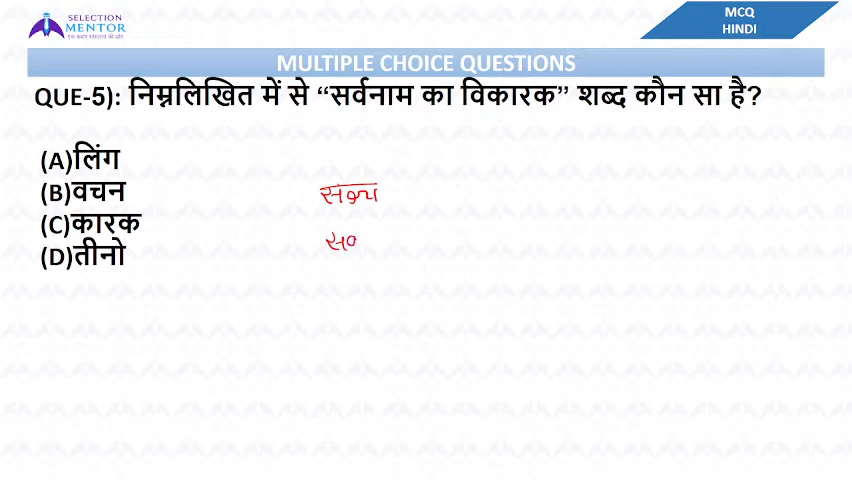 SELECTION
MENTOR
MCQ
HINDI
MULTIPLE CHOICE QUESTIONS
QUE-5): निम्नलिखित में से “सर्वनाम का विकारक” शब्द कौन सा है?
(A)लिंग
(B)वचन
(C)कारक
(D)तीनो